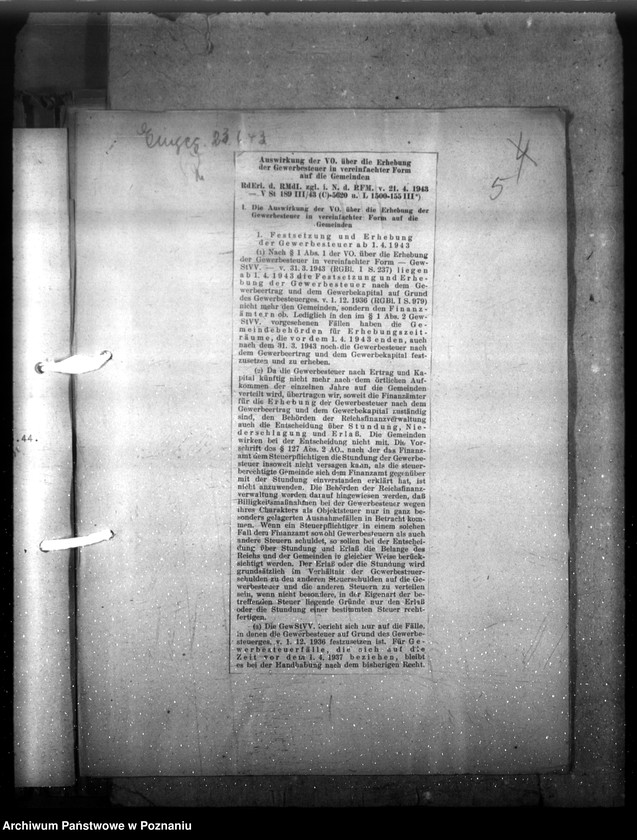 23.1.43
4
5
Auswirkung der VO. über die Erhebung
der Gewerbesteuer in vereinfachter Form
auf die Gemeinden
RdErl. d. RMdI. zgl. i. N. d. RFM. v. 21. 4. 1943
— V St 189 III/43 (C)-5620 u. L 1500-155 III *)
I. Die Auswirkung der VO. über die Erhebung der
Gewerbesteuer in vereinfachter Form auf die
Gemeinden
1. Festsetzung und Erhebung
der Gewerbesteuer ab 1.4.1943
(1) Nach § 1 Abs. 1 der VO. über die Erhebung
der Gewerbesteuer in vereinfachter Form — Gew-
StVV. — v. 31.3.1943 (RGBl. I S. 237) liegen
ab 1.4.1943 die Festsetzung und Erhe-
bung der Gewerbesteuer nach dem Ge-
werbeertrag und dem Gewerbekapital auf Grund
des Gewerbesteuerges. v. 1. 12. 1936 (RGBl. I S. 979)
nicht mehr den Gemeinden, sondern den Finanz-
ämtern ob. Lediglich in den im § 1 Abs. 2 Gew-
StVV. vorgesehenen Fällen haben die Ge-
meindebehörden für Erhebungszeit-
räume, die vor dem 1. 4. 1943 enden, auch
nach dem 31. 3. 1943 noch die Gewerbesteuer nach
dem Gewerbeertrag und dem Gewerbekapital fest-
zusetzen und zu erheben.
(2) Da die Gewerbesteuer nach Ertrag und Ka-
pital künftig nicht mehr nach dem örtlichen Auf-
kommen der einzelnen Jahre auf die Gemeinden
verteilt wird, übertragen wir, soweit die Finanzämter
für die Erhebung der Gewerbesteuer nach dem
Gewerbeertrag und dem Gewerbekapital zuständig
sind, den Behörden der Reichsfinanzverwaltung
auch die Entscheidung über Stundung, Nie-
derschlagung und Erlaß. Die Gemeinden
wirken bei der Entscheidung nicht mit. Die Vor-
schrift des § 127 Abs. 2 AO., nach der das Finanz-
amt dem Steuerpflichtigen die Stundung der Gewerbe-
steuer insoweit nicht versagen kann, als die steuer-
berechtigte Gemeinde sich dem Finanzamt gegenüber
mit der Stundung einverstanden erklärt hat, ist
nicht anzuwenden. Die Behörden der Reichsfinanz-
verwaltung werden darauf hingewiesen werden, daß
Billigkeitsmaßnahmen bei der Gewerbesteuer wegen
ihres Charakters als Objektsteuer nur in ganz be-
sonders gelagerten Ausnahmefällen in Betracht kom-
men. Wenn ein Steuerpflichtiger in einem solchen
Fall dem Finanzamt sowohl Gewerbesteuern als auch
andere Steuern schuldet, so sollen bei der Entschei-
dung über Stundung und Erlaß die Belange des
Reichs und der Gemeinden in gleicher Weise berück-
sichtigt werden. Der Erlaß oder die Stundung wird
grundsätzlich im Verhältnis der Gewerbesteuer-
schulden zu den anderen Steuerschulden auf die Ge-
werbesteuer und die anderen Steuern zu verteilen
sein, wenn nicht besondere, in der Eigenart der be-
treffenden Steuer liegende Gründe nur den Erlaß
oder die Stundung einer bestimmten Steuer recht-
fertigen.
(3) Die GewStVV. bezieht sich nur auf die Fälle,
in denen die Gewerbesteuer auf Grund des Gewerbe-
steuerges. v. 1. 12. 1936 festzusetzen ist. Für Ge-
werbesteuerfälle, die sich auf die
Zeit vor dem 1. 4. 1937 beziehen, bleibt
es bei der Handhabung nach dem bisherigen Recht.
.44.
Archiwum Państwowe w Poznaniu